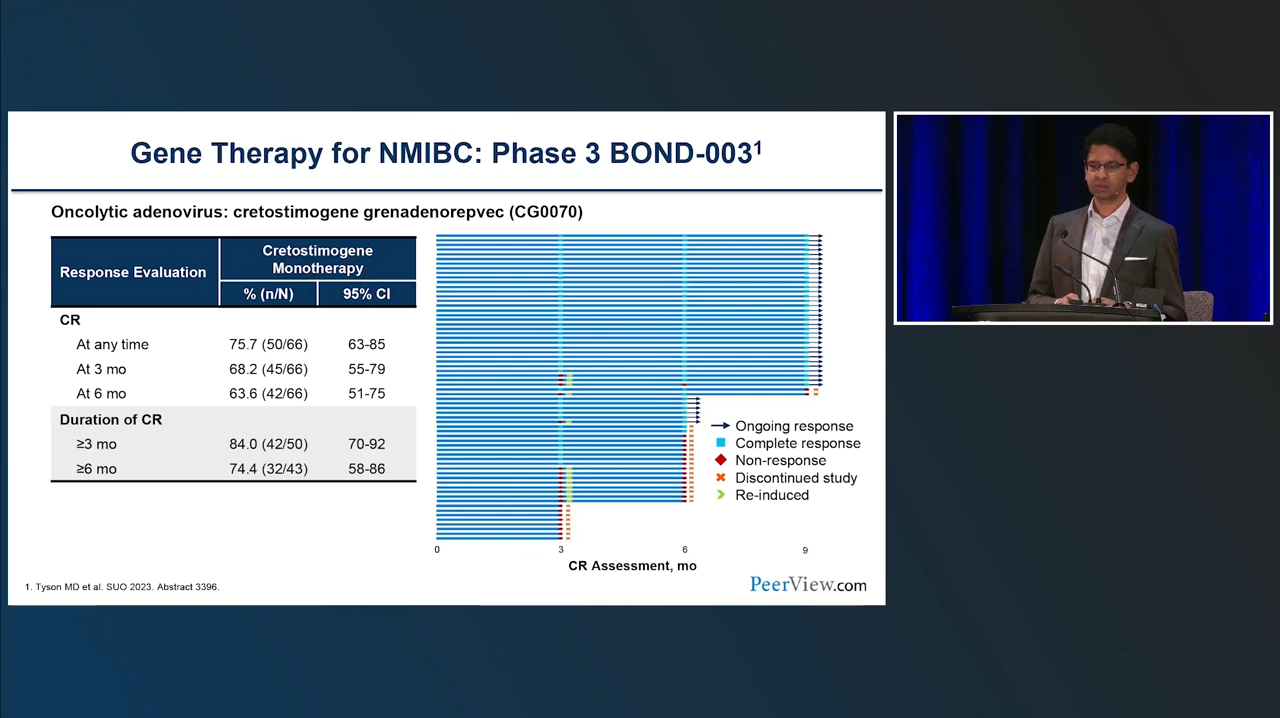 Gene Therapy for NMIBC: Phase 3 BOND-003¹
Oncolytic adenovirus: cretostimogene grenadenorepvec (CG0070)
Response Evaluation
Cretostimogene
Monotherapy
% (n/N) 95% CI
CR
At any time 75.7 (50/66) 63-85
At 3 mo 68.2 (45/66) 55-79
At 6 mo 63.6 (42/66) 51-75
Duration of CR
≥3 mo 84.0 (42/50) 70-92
≥6 mo 74.4 (32/43) 58-86
Ongoing response
Complete response
Non-response
Discontinued study
Re-induced
0 3 6 9
CR Assessment, mo
1. Tyson MD et al. SUO 2023. Abstract 3396.
PeerView.com